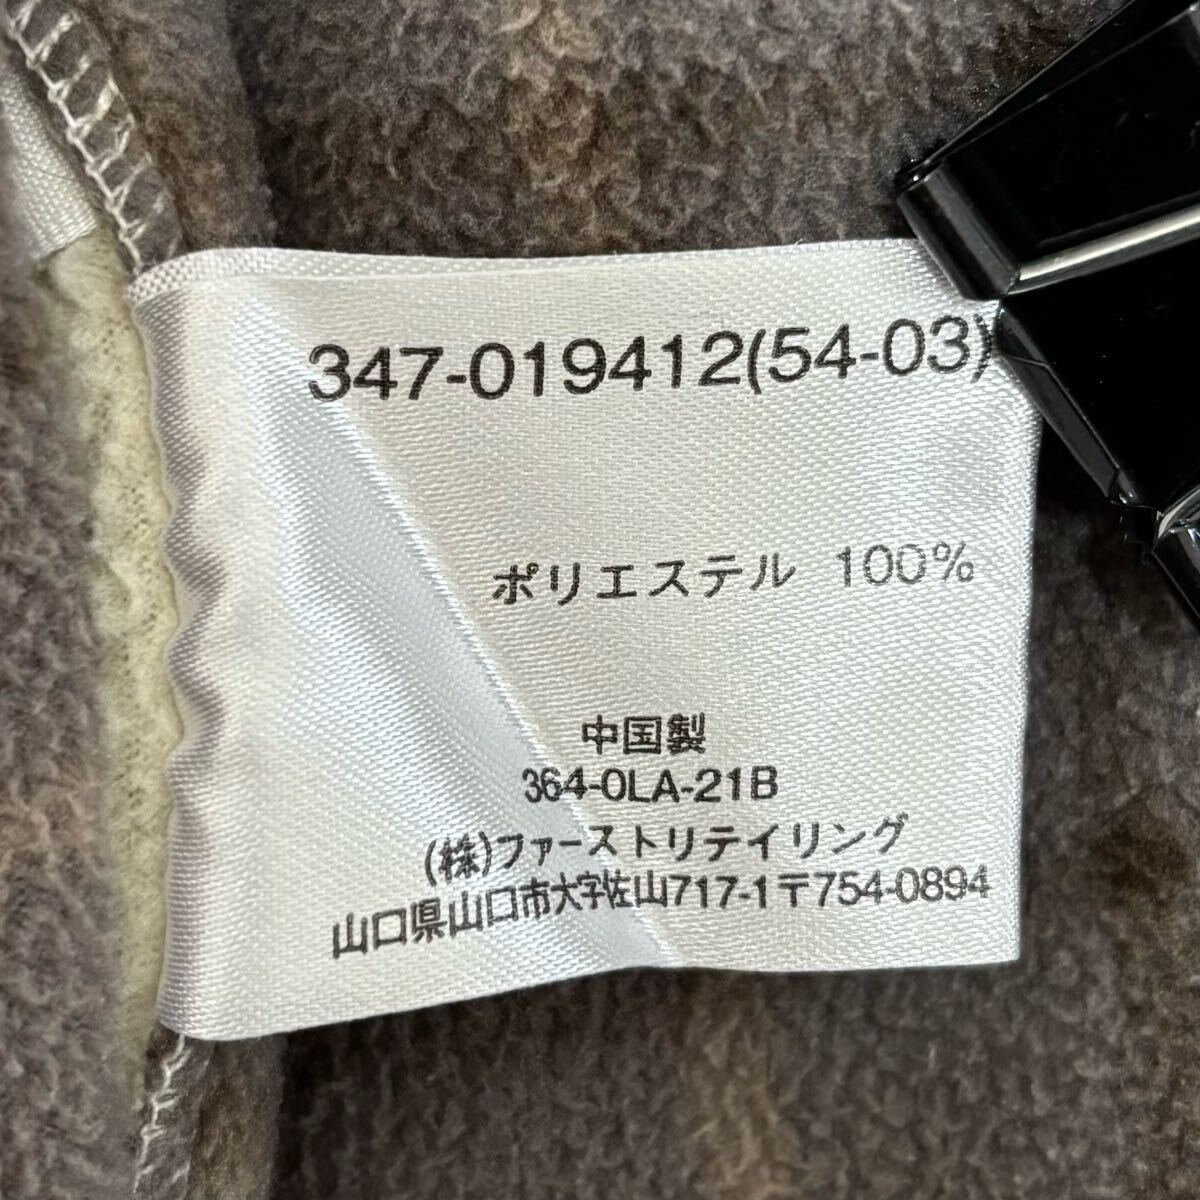 347-019412(54-03)
ポリエステル 100%
中国製
364-0LA-21B
(株)ファーストリテイリング
山口県山口市大字佐山717-1〒754-0894